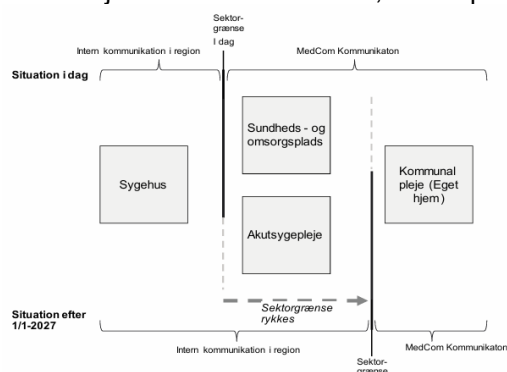 Sektor-
grænse
I dag
Intern kommunikation i region
MedCom Kommunikaton
Situation i dag
Sundheds - og
omsorgsplads
Sygehus
Kommunal
pleje (Eget
hjem)
Akutsygepleje
Sektorgrænse
rykkes
Situation efter
1/1-2027
Intern kommunikation i region
MedCom Kommunikaton
Sektor-
grænse